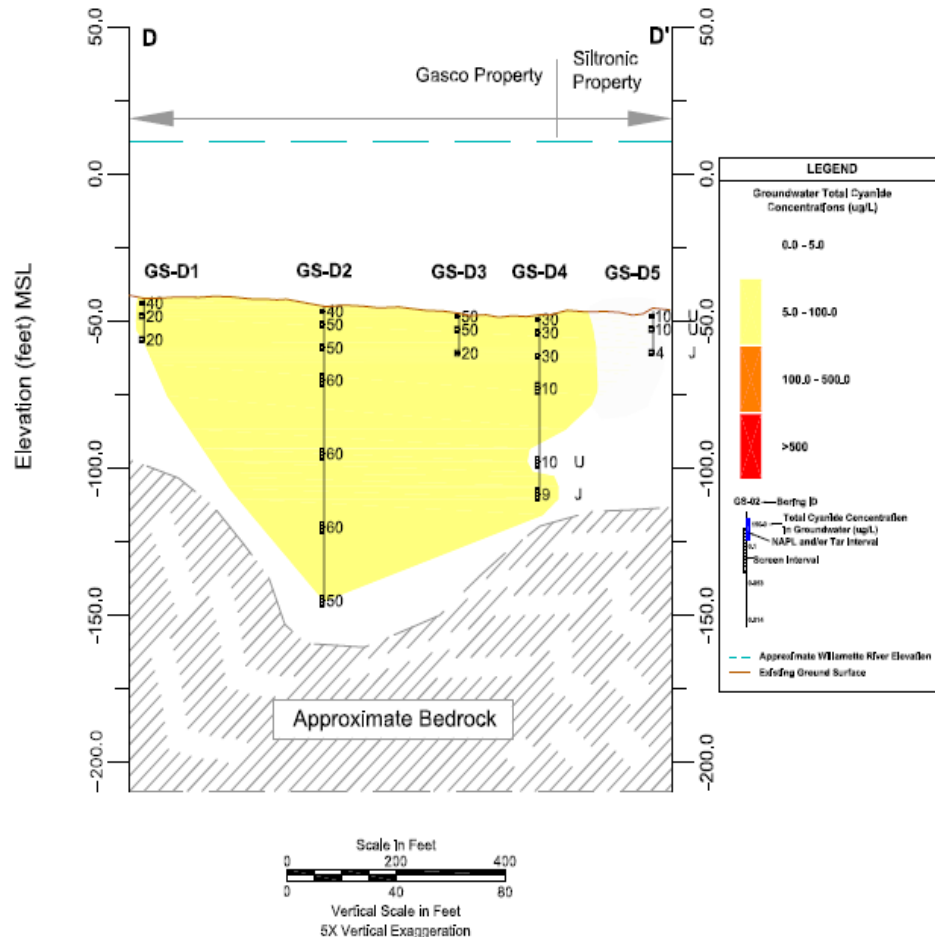 50.0
D
D'
50.0
Gasco Property
Siltronic
Property
0.0
0.0
GS-D1
GS-D2
GS-D3
GS-D4
GS-D5
-50.0
-50.0
40
20
20
40
50
50
60
60
60
50
50
50
20
30
30
30
10
10 U
9 J
10 U
10 U
4 J
Elevation (feet) MSL
-100.0
-100.0
-150.0
-150.0
Approximate Bedrock
-200.0
-200.0
LEGEND
Groundwater Total Cyanide
Concentrations (ug/L)
0.0 - 5.0
5.0 - 100.0
100.0 - 500.0
>500
GS-02 — Boring ID
Total Cyanide Concentration
in Groundwater (ug/L)
NAPL and/or Tar Interval
Screen Interval
Approximate Willamette River Elevation
Existing Ground Surface
Scale in Feet
0 200 400
0 40 80
Vertical Scale in Feet
5X Vertical Exaggeration